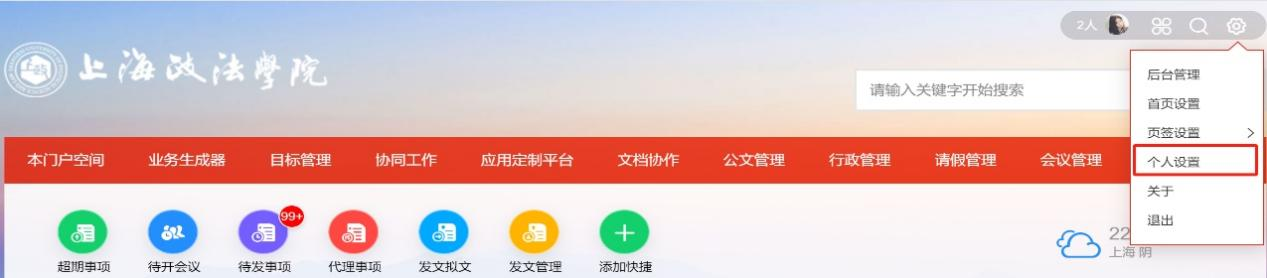 2人
上海政法學院
后台管理
请输入关键字开始搜索
首页设置
页签设置
本门户空间 业务生成器 目标管理 协同工作 应用定制平台 文档协作 公文管理 行政管理 请假管理 会议管理
个人设置
关于
退出
99+
22
上海 阴
超期事项 待开会议 待发事项 代理事项 发文拟文 发文管理 添加快捷